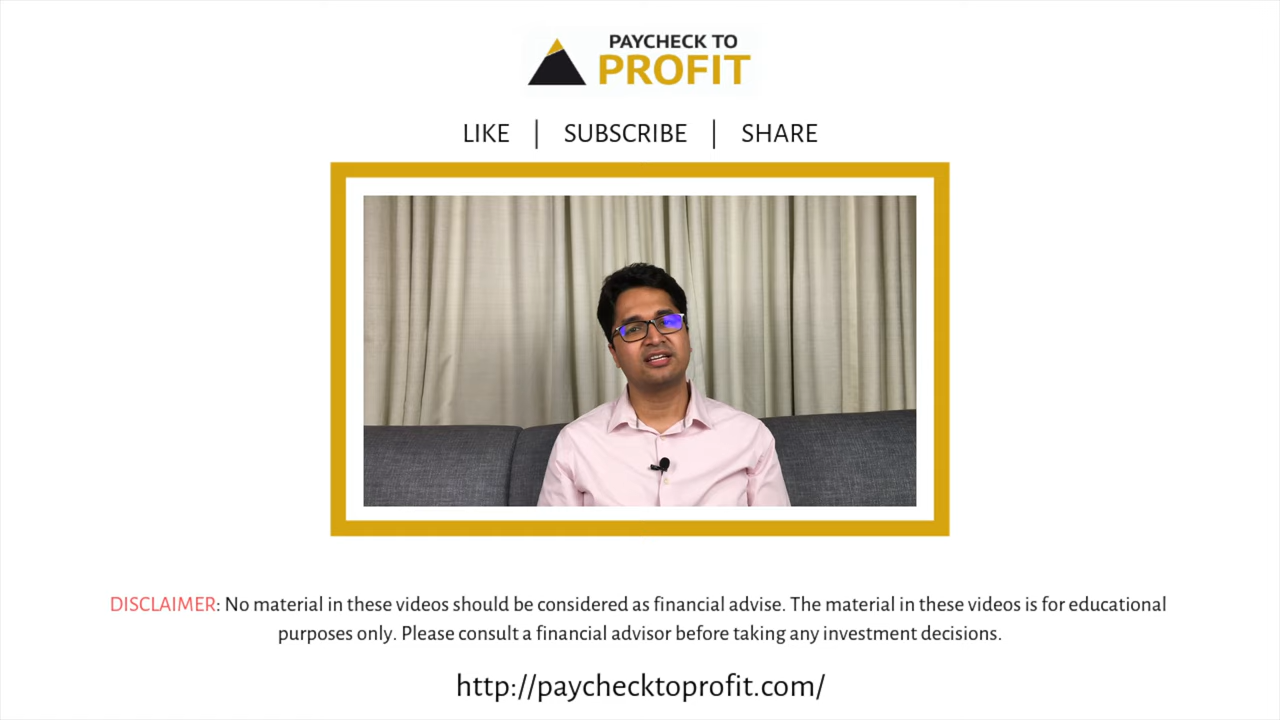 PAYCHECK TO
PROFIT
LIKE | SUBSCRIBE | SHARE
DISCLAIMER: No material in these videos should be considered as financial advise. The material in these videos is for educational
purposes only. Please consult a financial advisor before taking any investment decisions.
http://paychecktoprofit.com/